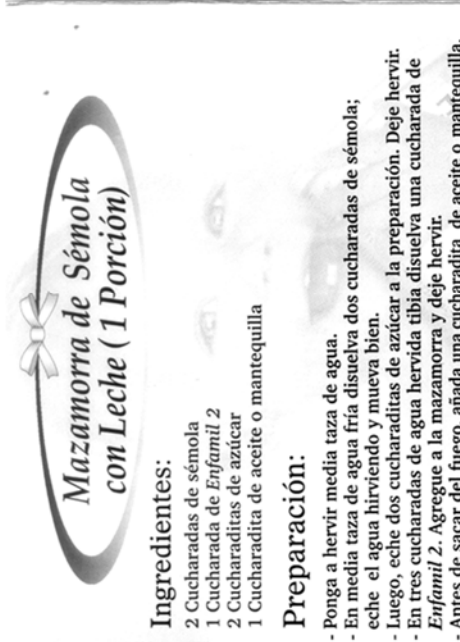 Mazamorra de Sémola
con Leche ( 1 Porción)
Ingredientes:
2 Cucharadas de sémola
1 Cucharada de Enfamil 2
2 Cucharaditas de azúcar
1 Cucharadita de aceite o mantequilla
Preparación:
- Ponga a hervir media taza de agua.
- En media taza de agua fría disuelva dos cucharadas de sémola;
eche el agua hirviendo y mueva bien.
- Luego, eche dos cucharaditas de azúcar a la preparación. Deje hervir.
- En tres cucharadas de agua hervida tibia disuelva una cucharada de
Enfamil 2. Agregue a la mazamorra y deje hervir.
- Antes de sacar del fuego, añada una cucharadita de aceite o mantequilla.